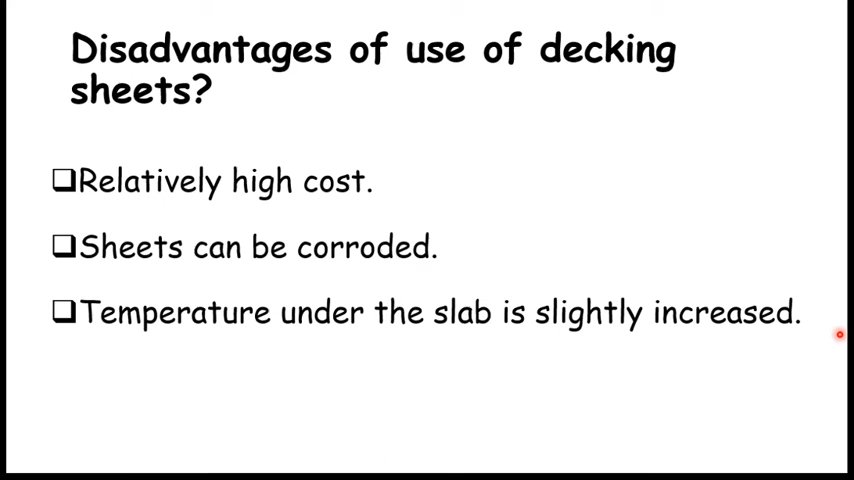 Disadvantages of use of decking
sheets?
❑Relatively high cost.
❑Sheets can be corroded.
❑Temperature under the slab is slightly increased.